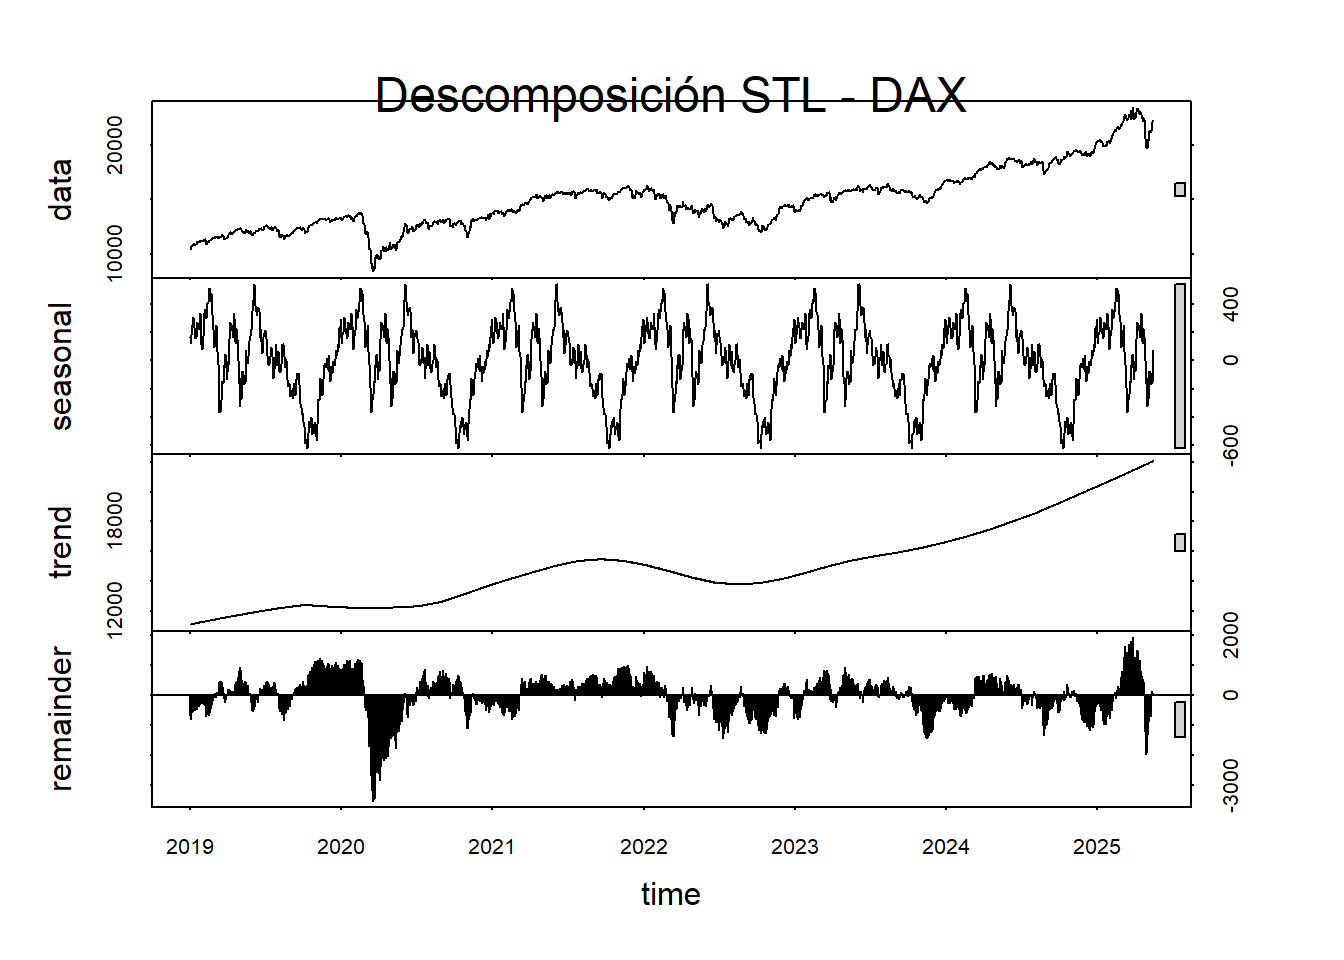 Descomposición STL - DAX
data
10000 20000
seasonal
-600 0 400
trend
12000 18000
remainder
-3000 0 2000
2019 2020 2021 2022 2023 2024 2025
time